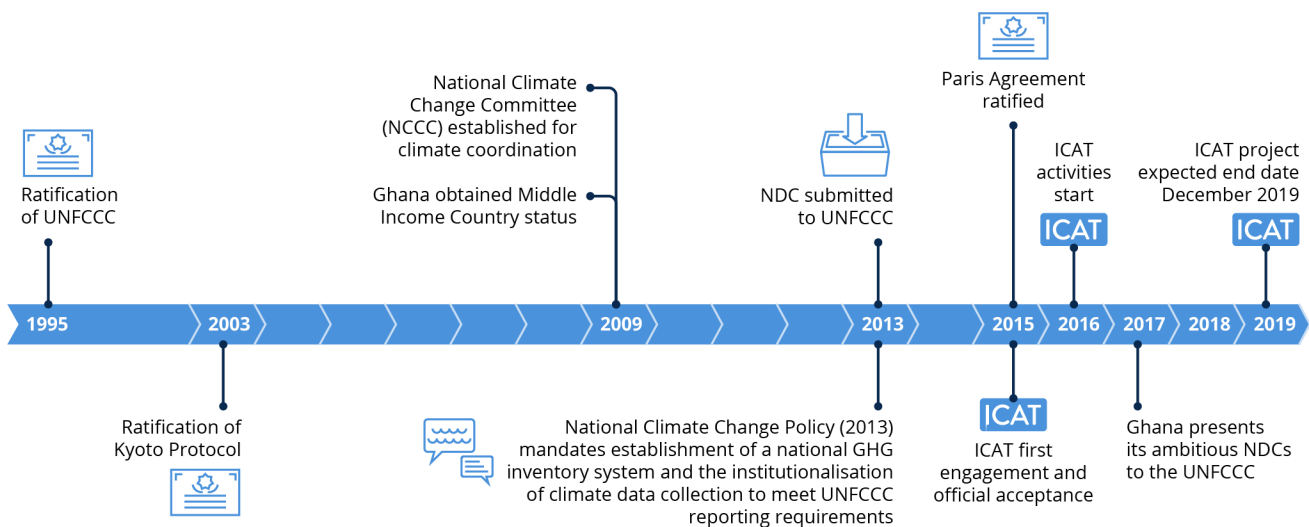 Paris Agreement
ratified
National Climate
Change Committee
(NCCC) established for
climate coordination
Ghana obtained Middle
Income Country status
Ratification
of UNFCCC
NDC submitted
to UNFCCC
ICAT
activities
start
ICAT
ICAT project
expected end date
December 2019
ICAT
1995
2003
2009
2013
2015
2016
2017
2018
2019
Ratification of
Kyoto Protocol
National Climate Change Policy (2013)
mandates establishment of a national GHG
inventory system and the institutionalisation
of climate data collection to meet UNFCCC
reporting requirements
ICAT
ICAT first
engagement and
official acceptance
Ghana presents
its ambitious NDCs
to the UNFCCC